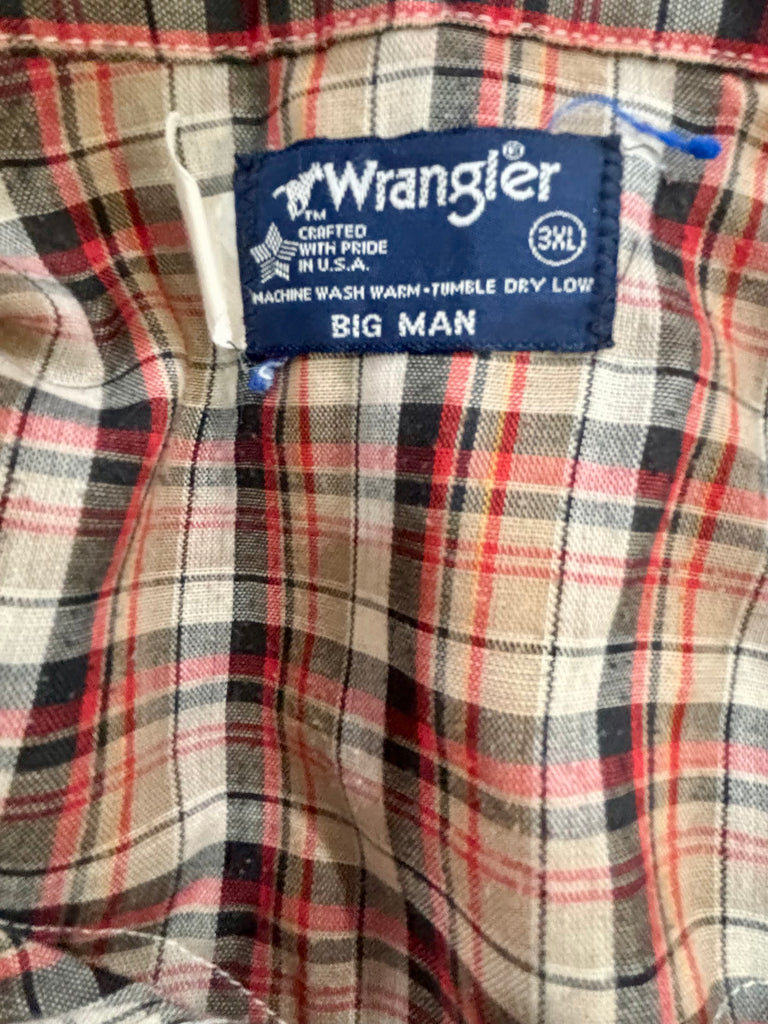 Wrangler®
TM
CRAFTED
WITH PRIDE
IN U.S.A.
3XL
MACHINE WASH WARM-TUMBLE DRY LOW
BIG MAN